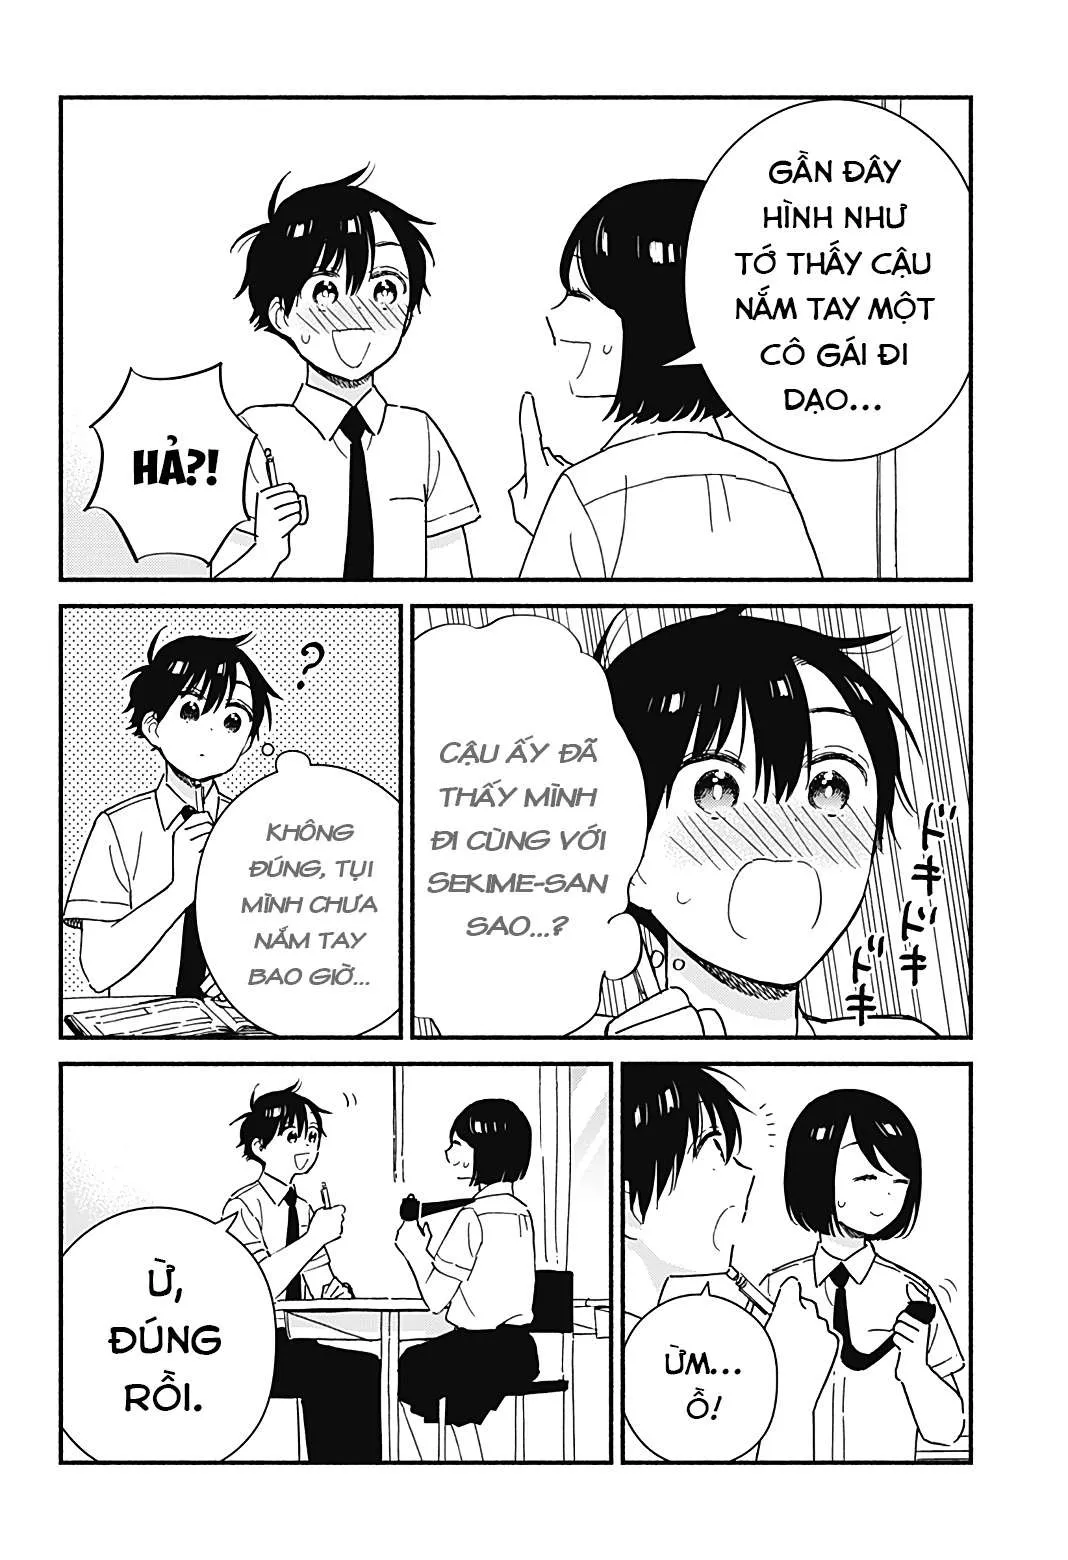 GẦN ĐÂY
HÌNH NHƯ
TỚ THẤY CẬU
NẮM TAY MỘT
CÔ GÁI ĐI
DẠO...
HẢ?!
CẬU ẤY ĐÃ
THẤY MÌNH
ĐI CÙNG VỚI
SEKIME-SAN
SAO...?
ドキ
ドキ
ドキ
?
KHÔNG
ĐÚNG, TỤI
MÌNH CHƯA
NẮM TAY
BAO GIỜ...
ỪM...
Ồ!
Ừ,
ĐÚNG
RỒI.